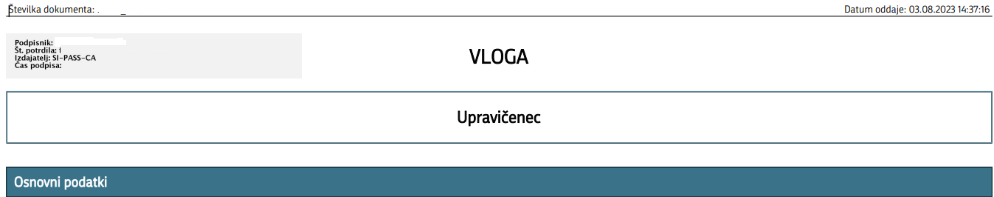 Številka dokumenta: .
Datum oddaje: 03.08.2023 14:37:16
Podpisnik:
Št. potrdila:
Izdajatelj: SI-PASS-CA
Čas podpisa:
VLOGA
Upravičenec
Osnovni podatki